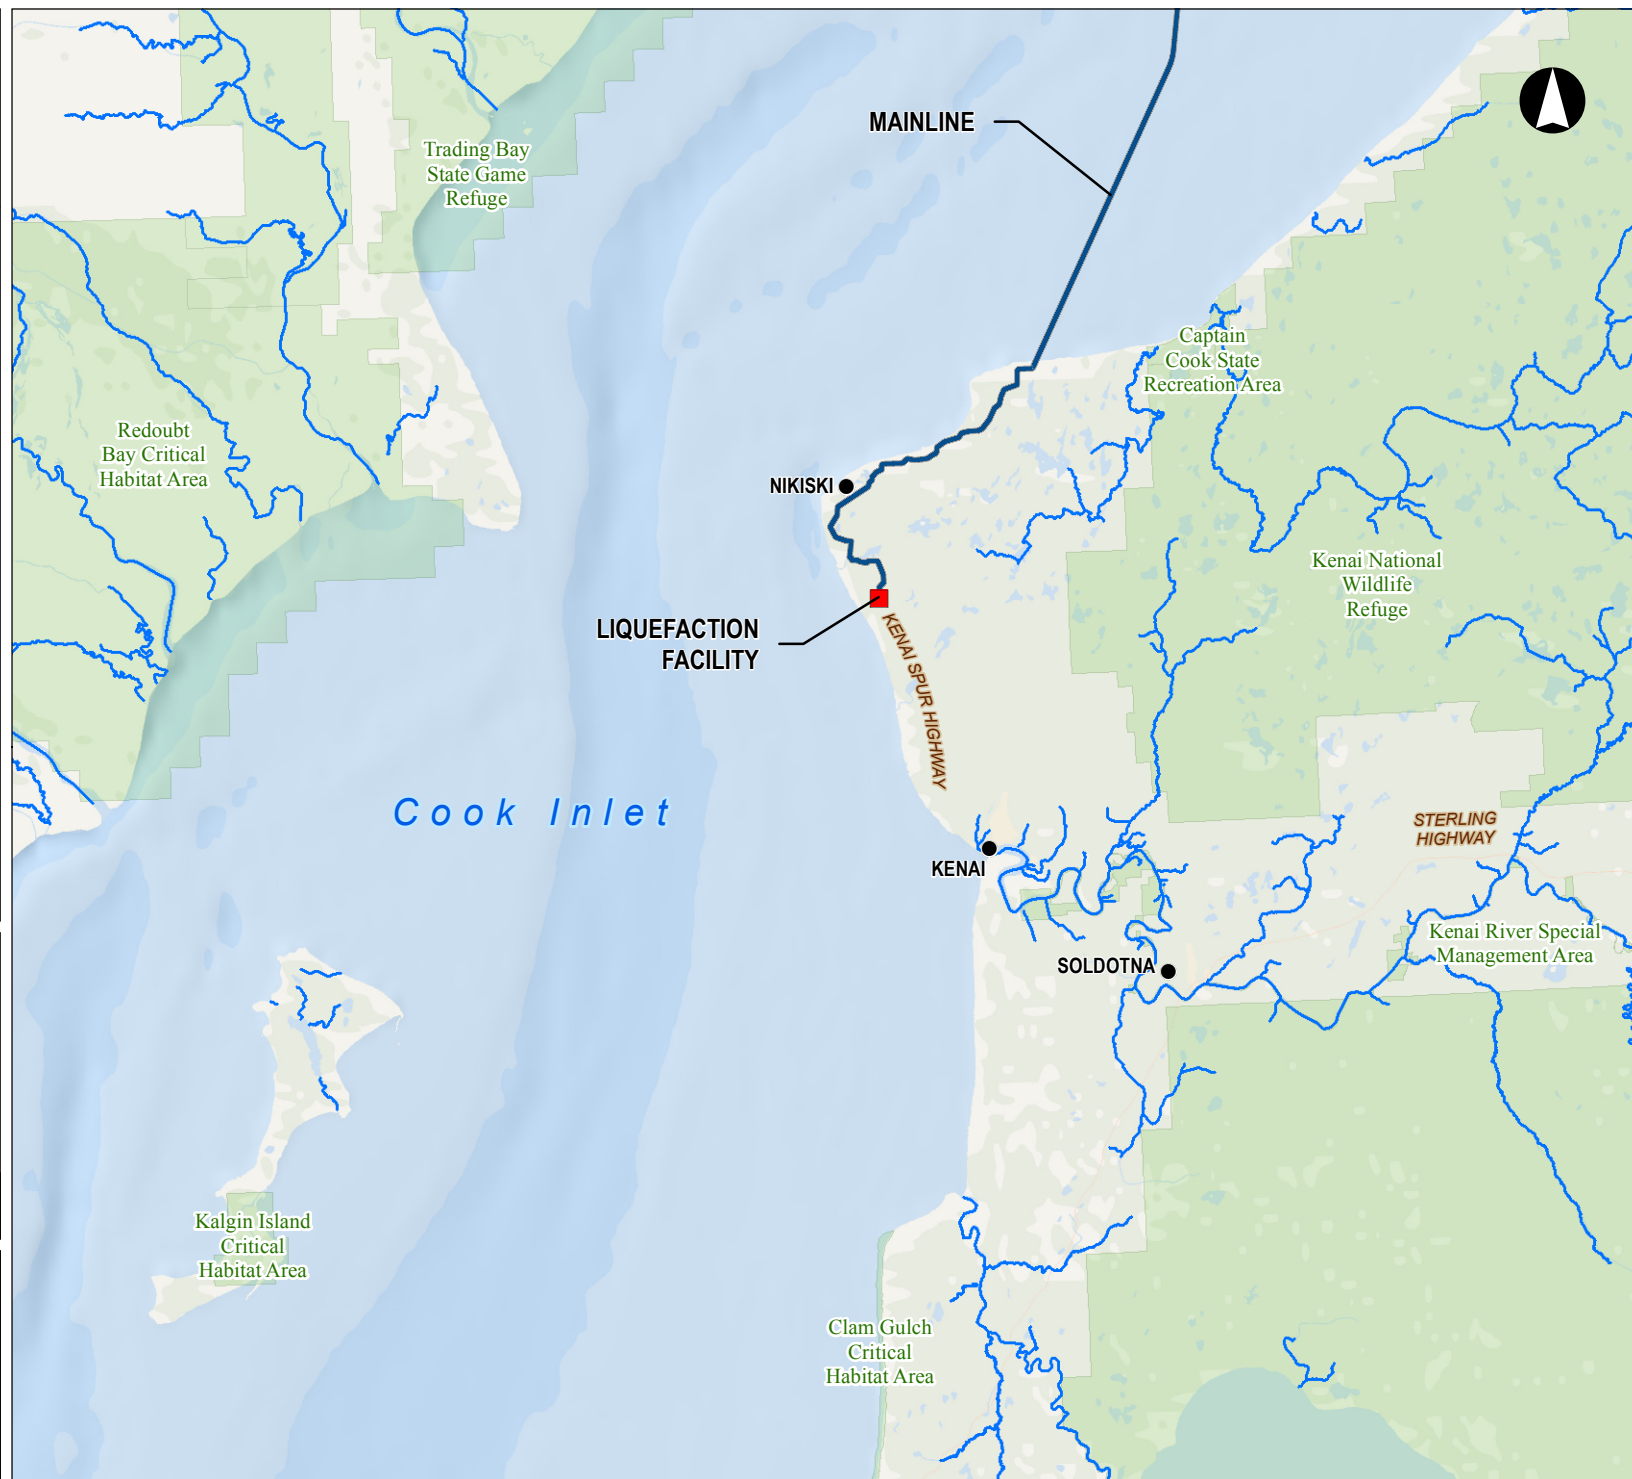 MAINLINE
Trading Bay
State Game
Refuge
Captain
Cook State
Recreation Area
Redoubt
Bay Critical
Habitat Area
NIKISKI
Kenai National
Wildlife
Refuge
LIQUEFACTION
FACILITY
KENAI SPUR HIGHWAY
Cook Inlet
STERLING
HIGHWAY
KENAI
Kenai River Special
Management Area
SOLDOTNA
Kalgin Island
Critical
Habitat Area
Clam Gulch
Critical
Habitat Area